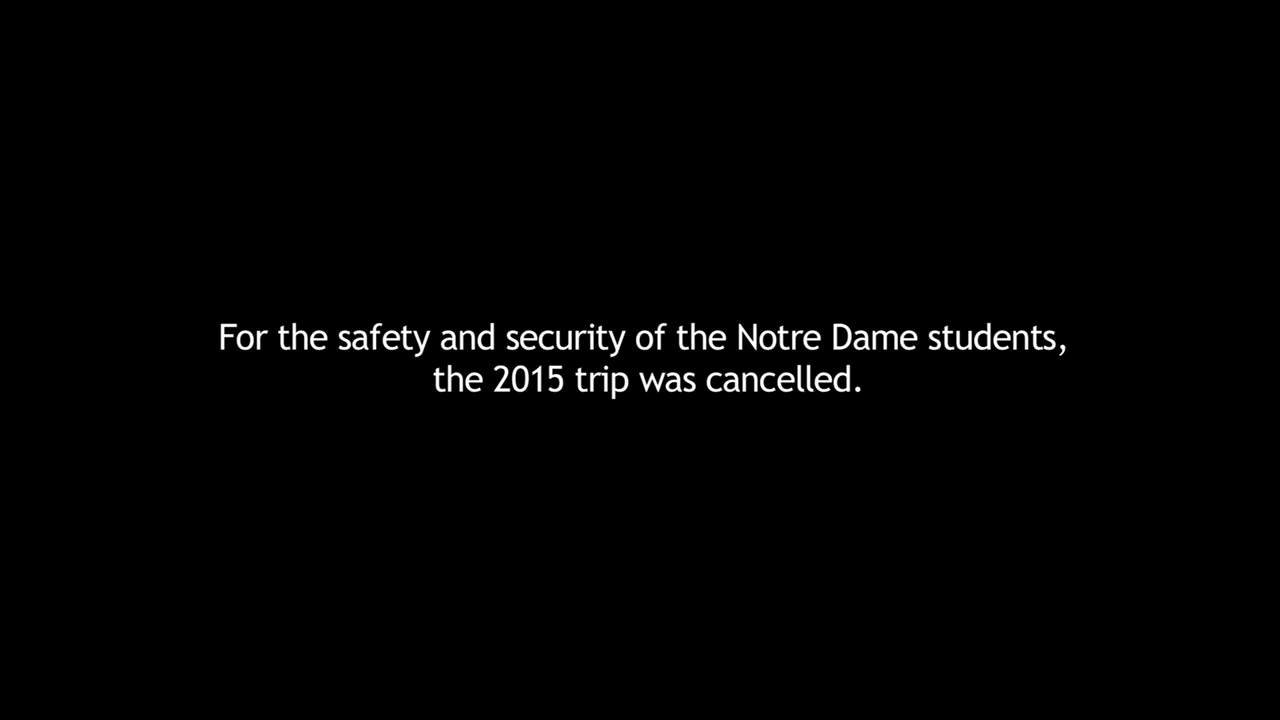 For the safety and security of the Notre Dame students,
the 2015 trip was cancelled.